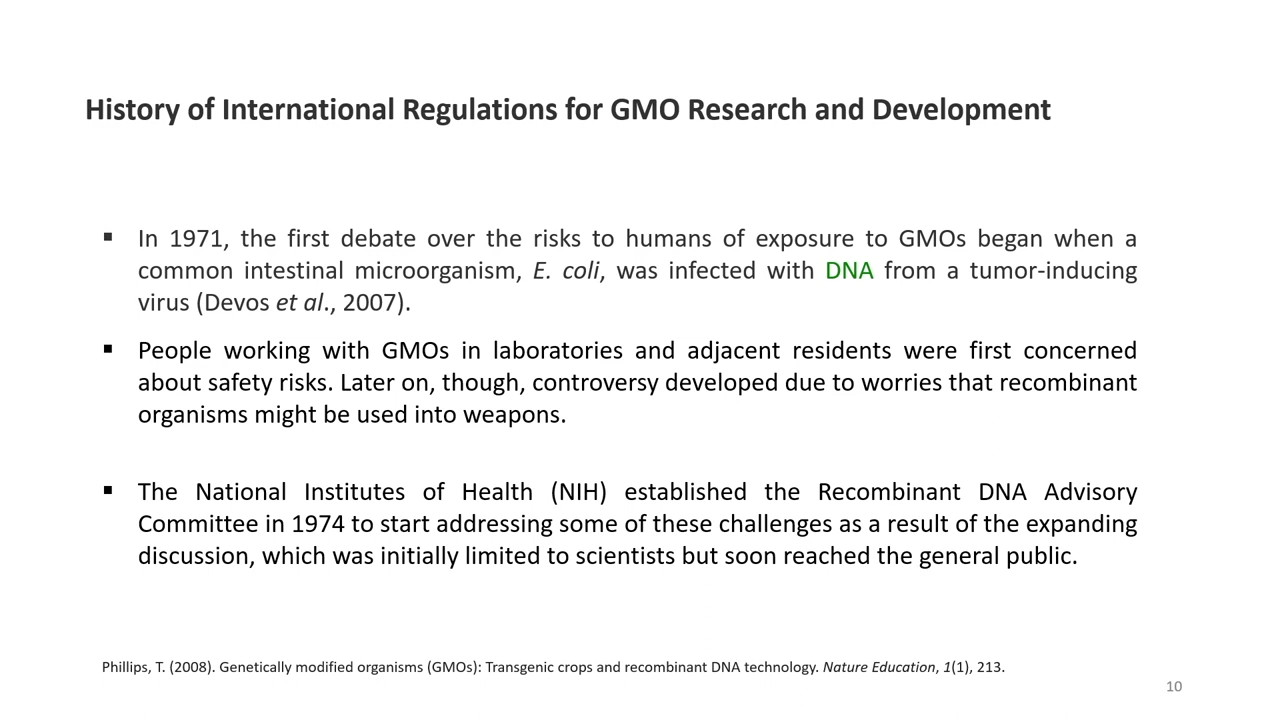 History of International Regulations for GMO Research and Development
▪ In 1971, the first debate over the risks to humans of exposure to GMOs began when a
common intestinal microorganism, E. coli, was infected with DNA from a tumor-inducing
virus (Devos et al., 2007).
▪ People working with GMOs in laboratories and adjacent residents were first concerned
about safety risks. Later on, though, controversy developed due to worries that recombinant
organisms might be used into weapons.
▪ The National Institutes of Health (NIH) established the Recombinant DNA Advisory
Committee in 1974 to start addressing some of these challenges as a result of the expanding
discussion, which was initially limited to scientists but soon reached the general public.
Phillips, T. (2008). Genetically modified organisms (GMOs): Transgenic crops and recombinant DNA technology. Nature Education, 1(1), 213.
10